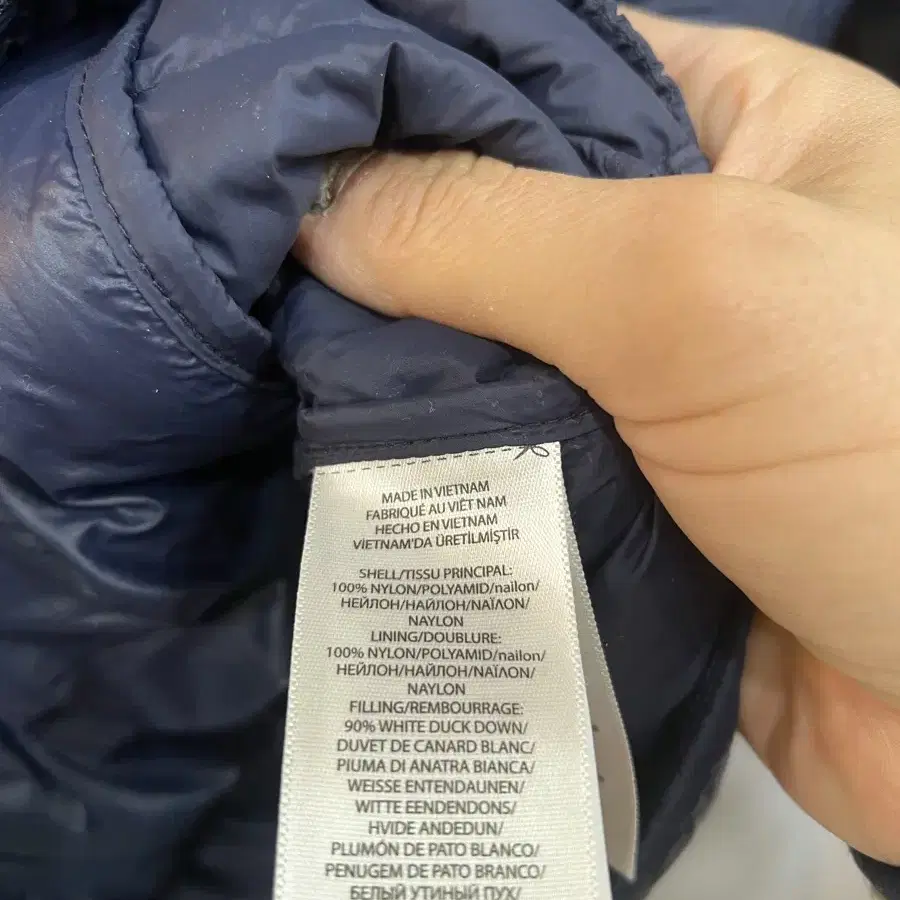 MADE IN VIETNAM
FABRIQUÉ AU VIÊT NAM
HECHO EN VIETNAM
VIETNAM'DA ÜRETİLMİŞTİR
SHELL/TISSU PRINCIPAL:
100% NYLON/POLYAMID/nailon/
НЕЙЛОН/НАЙЛОН/ΝΑΪΛΟΝ/
NAYLON
LINING/DOUBLURE:
100% NYLON/POLYAMID/nailon/
НЕЙЛОН/НАЙЛОН/ΝΑΪΛΟΝ/
NAYLON
FILLING/REMBOURRAGE:
90% WHITE DUCK DOWN/
DUVET DE CANARD BLANC/
PIUMA DI ANATRA BIANCA/
WEISSE ENTENDAUNEN/
WITTE EENDENDONS/
HVIDE ANDEDUN/
PLUMÓN DE PATO BLANCO/
PENUGEM DE PATO BRANCO/
БЕЛЫЙ УТИНЫЙ ПУХ/